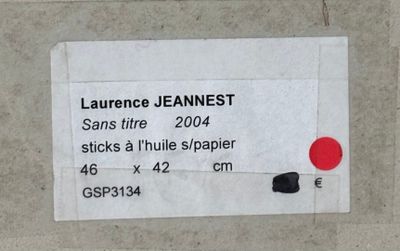 Laurence JEANNEST
Sans titre 2004
sticks à l'huile s/papier
46 x 42 cm
GSP3134 €